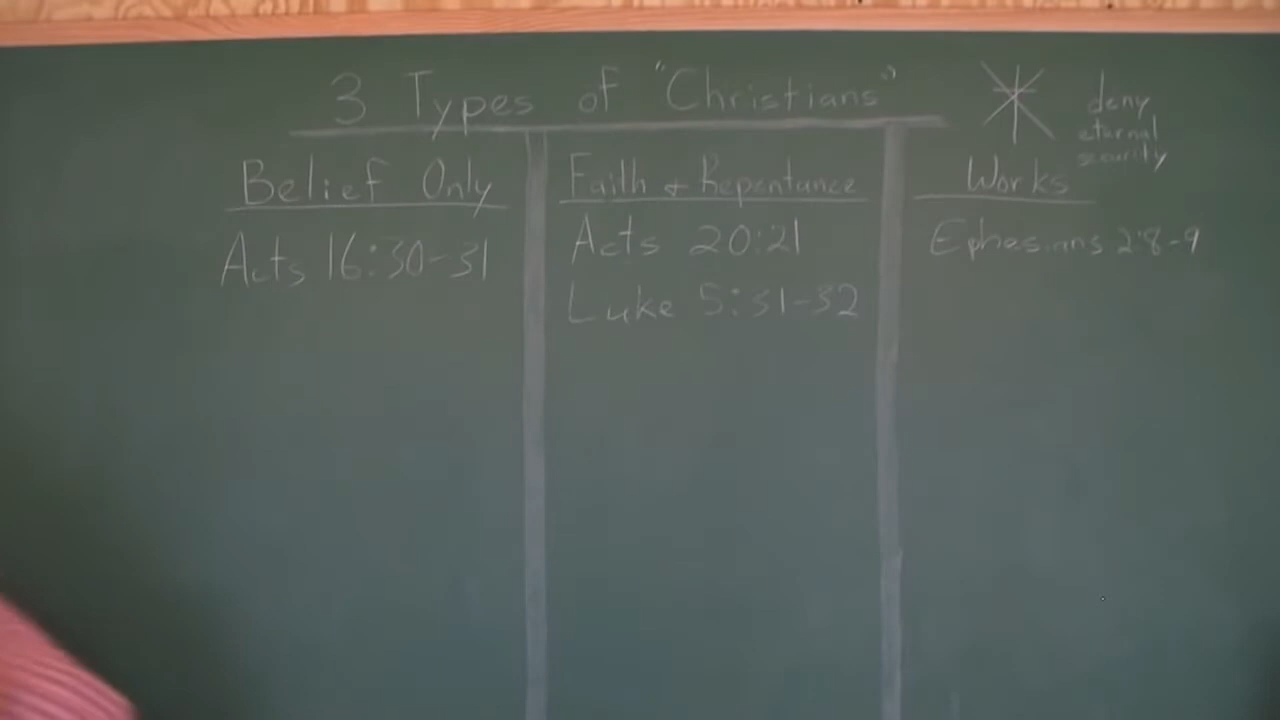 3 Types of "Christians"
deny
eternal
security
Belief Only
Acts 16:30-31
Faith & Repentance
Acts 20:21
Luke 5:31-32
Works
Ephesians 2:8-9